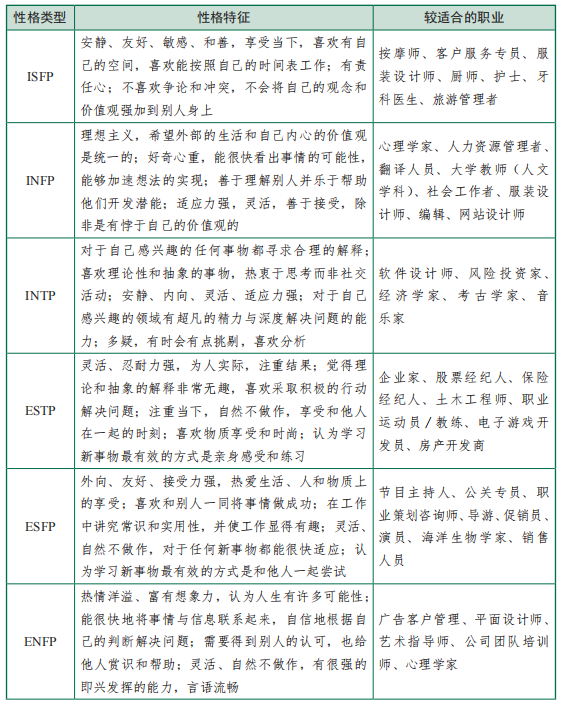 性格类型 性格特征 较适合的职业
ISFP
安静、友好、敏感、和善，享受当下，喜欢有自
己的空间，喜欢能按照自己的时间表工作；有责
任心；不喜欢争论和冲突，不会将自己的观念和
价值观强加到别人身上
按摩师、客户服务专员、服
装设计师、厨师、护士、牙
科医生、旅游管理者
INFP
理想主义，希望外部的生活和自己内心的价值观
是统一的；好奇心重，能很快看出事情的可能性，
能够加速想法的实现；善于理解别人并乐于帮助
他们开发潜能；适应力强，灵活，善于接受，除
非是有悖于自己的价值观的
心理学家、人力资源管理者、
翻译人员、大学教师（人文
学科）、社会工作者、服装设
计师、编辑、网站设计师
INTP
对于自己感兴趣的任何事物都寻求合理的解释；
喜欢理论性和抽象的事物，热衷于思考而非社交
活动；安静、内向、灵活、适应力强；对于自己
感兴趣的领域有超凡的精力与深度解决问题的能
力；多疑，有时会有点挑剔，喜欢分析
软件设计师、风险投资家、
经济学家、考古学家、音
乐家
ESTP
灵活、忍耐力强，为人实际，注重结果；觉得理
论和抽象的解释非常无趣，喜欢采取积极的行动
解决问题；注重当下，自然不做作，享受和他人
在一起的时刻；喜欢物质享受和时尚；认为学习
新事物最有效的方式是亲身感受和练习
企业家、股票经纪人、保险
经纪人、土木工程师、职业
运动员／教练、电子游戏开
发员、房产开发商
ESFP
外向、友好、接受力强，热爱生活、人和物质上
的享受；喜欢和别人一同将事情做成功；在工作
中讲究常识和实用性，并使工作显得有趣；灵活、
自然不做作，对于任何新事物都能很快适应；认
为学习新事物最有效的方式是和他人一起尝试
节目主持人、公关专员、职
业策划咨询师、导游、促销员、
演员、海洋生物学家、销售
人员
ENFP
热情洋溢、富有想象力，认为人生有许多可能性；
能很快地将事情与信息联系起来，自信地根据
自己的判断解决问题；需要得到别人的认可，也给
他人赏识和帮助；灵活、自然不做作，有很强的
即兴发挥的能力，言语流畅
广告客户管理、平面设计师、
艺术指导师、公司团队培训
师、心理学家